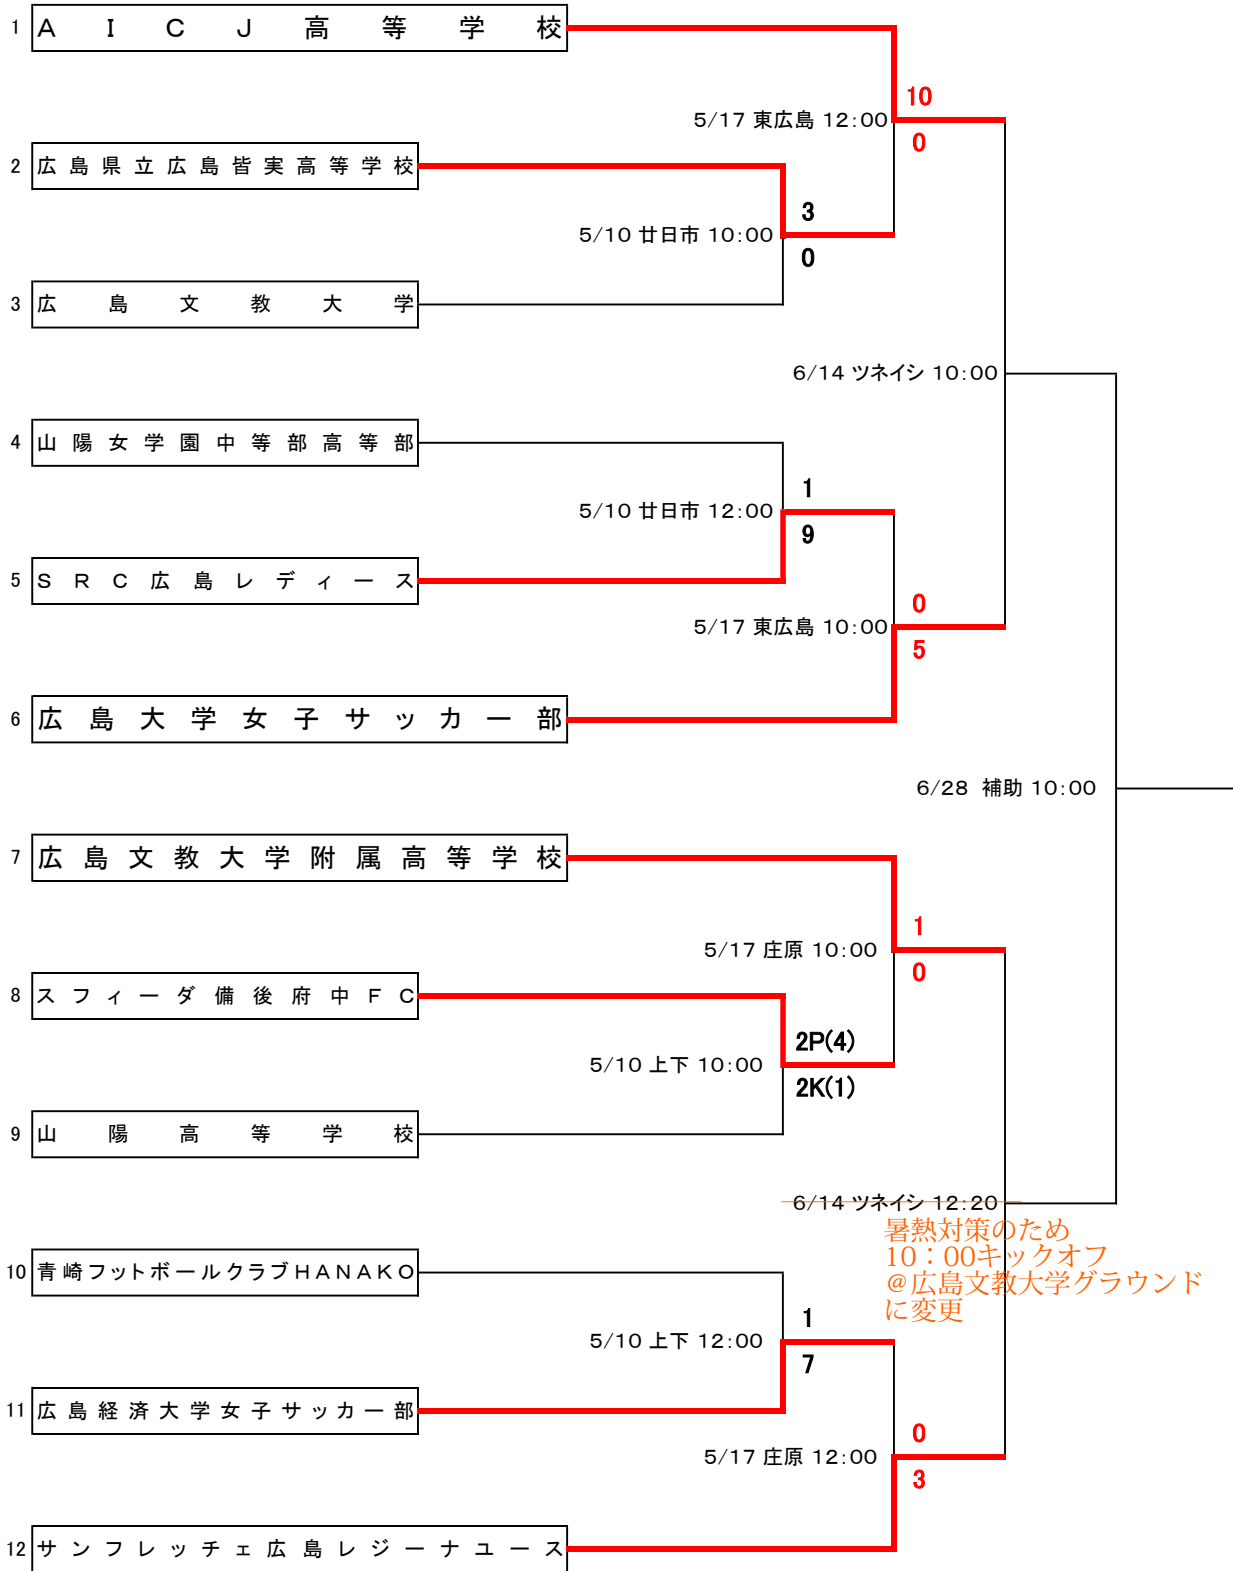 1 AICJ高等学校
10
5/17 東広島 12:00
0
2 広島県立広島皆実高等学校
3
5/10 廿日市 10:00
0
3 広島文教大学
6/14 ツネイシ 10:00
4 山陽女学園中等部高等部
1
5/10 廿日市 12:00
9
5 SRC広島レディース
0
5/17 東広島 10:00
5
6 広島大学女子サッカー部
6/28 補助 10:00
7 広島文教大学附属高等学校
1
5/17 庄原 10:00
0
8 スフィーダ備後府中FC
2P(4)
5/10 上下 10:00
2K(1)
9 山陽高等学校
6/14 ツネイシ 12:20
暑熱対策のため
10：00キックオフ
@広島文教大学グラウンド
に変更
10 青崎フットボールクラブHANAKO
1
5/10 上下 12:00
7
11 広島経済大学女子サッカー部
0
5/17 庄原 12:00
3
12 サンフレッチェ広島レジーナユース